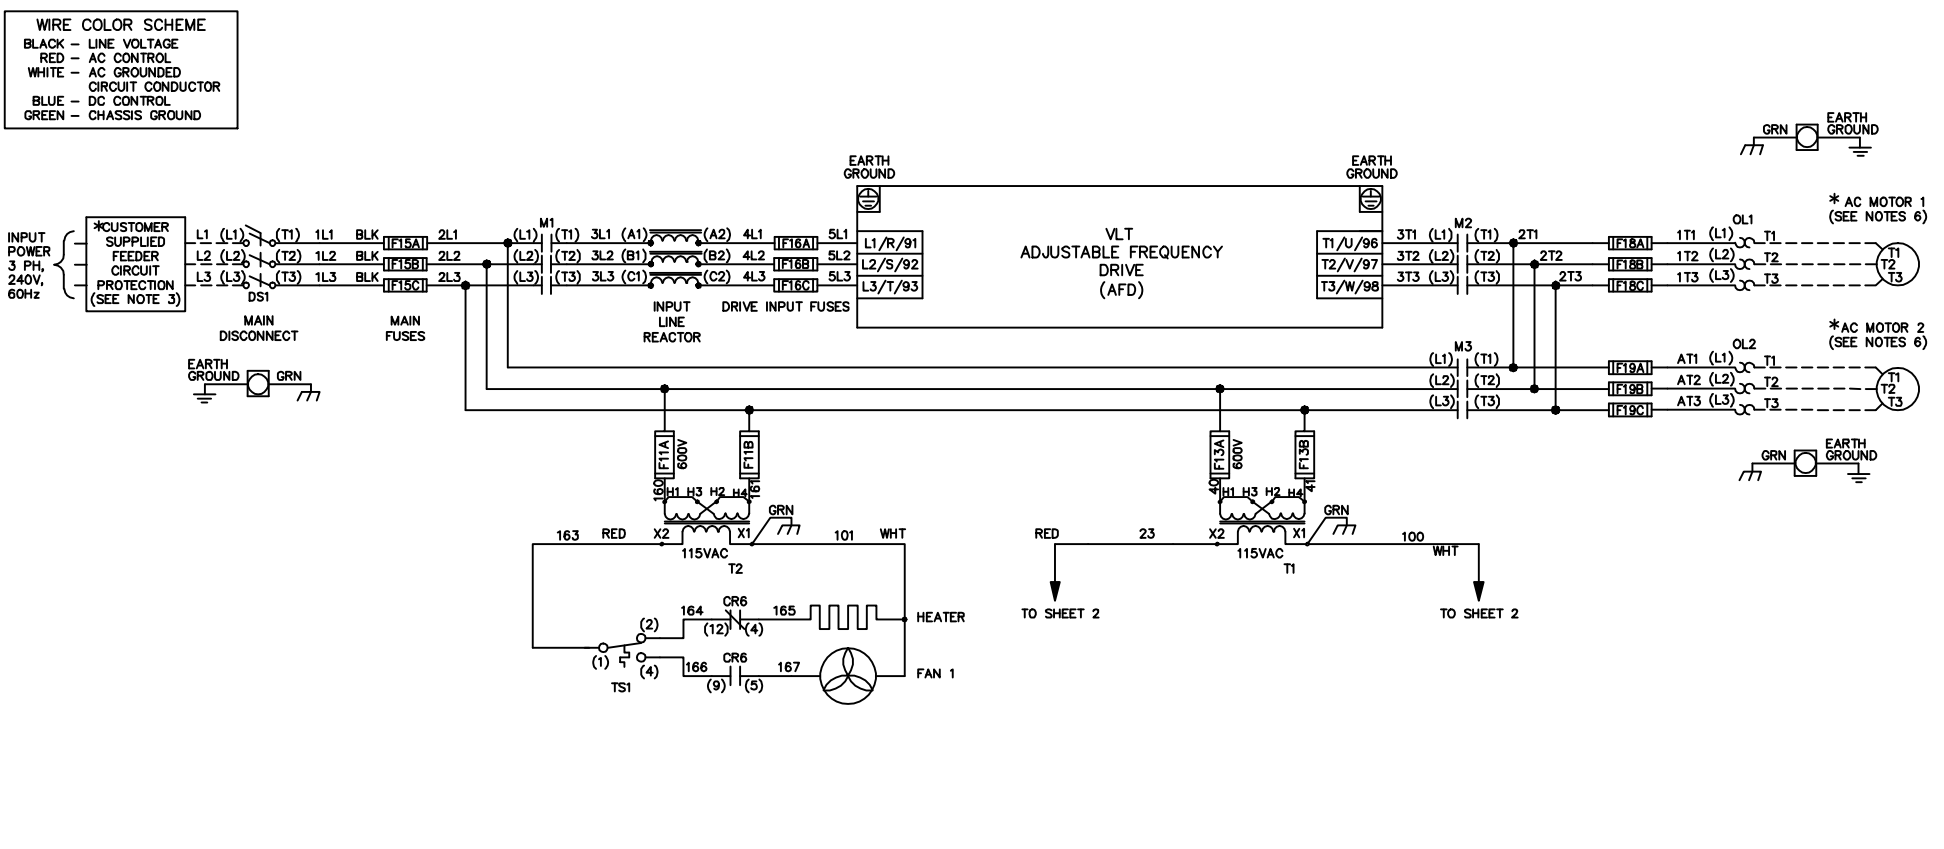 WIRE COLOR SCHEME
BLACK – LINE VOLTAGE
RED – AC CONTROL
WHITE – AC GROUNDED
CIRCUIT CONDUCTOR
BLUE – DC CONTROL
GREEN – CHASSIS GROUND
GRN
EARTH
GROUND
EARTH
GROUND
EARTH
GROUND
INPUT
POWER
3 PH,
240V,
60Hz
*CUSTOMER
SUPPLIED
FEEDER
CIRCUIT
PROTECTION
(SEE NOTE 3)
L1 (L1) (T1) 1L1 BLK F15A 2L1
L2 (L2) (T2) 1L2 BLK F15B 2L2
L3 (L3) (T3) 1L3 BLK F15C 2L3
DS1
MAIN
DISCONNECT
MAIN
FUSES
M1
(L1) (T1) 3L1 (A1) (A2) 4L1 F16A 5L1 L1/R/91
(L2) (T2) 3L2 (B1) (B2) 4L2 F16B 5L2 L2/S/92
(L3) (T3) 3L3 (C1) (C2) 4L3 F16C 5L3 L3/T/93
INPUT
LINE
REACTOR
DRIVE INPUT FUSES
VLT
ADJUSTABLE FREQUENCY
DRIVE
(AFD)
M2
T1/U/96 3T1 (L1) (T1) 2T1 F18A 1T1 (L1) T1
T2/V/97 3T2 (L2) (T2) 2T2 F18B 1T2 (L2) T2
T3/W/98 3T3 (L3) (T3) 2T3 F18C 1T3 (L3) T3
OL1
* AC MOTOR 1
(SEE NOTES 6)
T1
T2
T3
EARTH
GROUND
GRN
M3
(L1) (T1) F19A AT1 (L1) T1
(L2) (T2) F19B AT2 (L2) T2
(L3) (T3) F19C AT3 (L3) T3
OL2
*AC MOTOR 2
(SEE NOTES 6)
T1
T2
T3
GRN
EARTH
GROUND
F11A
600V
F11B
160
161
H1 H3 H2 H4
GRN
163 RED X2 X1 101 WHT
115VAC
T2
F13A
600V
F13B
40
41
H1 H3 H2 H4
GRN
RED 23 X2 X1 100
WHT
115VAC
T1
TO SHEET 2
TO SHEET 2
164 CR6 165
(12) (4)
HEATER
(2)
(1)
(4)
TS1
166 CR6 167
(9) (5)
FAN 1